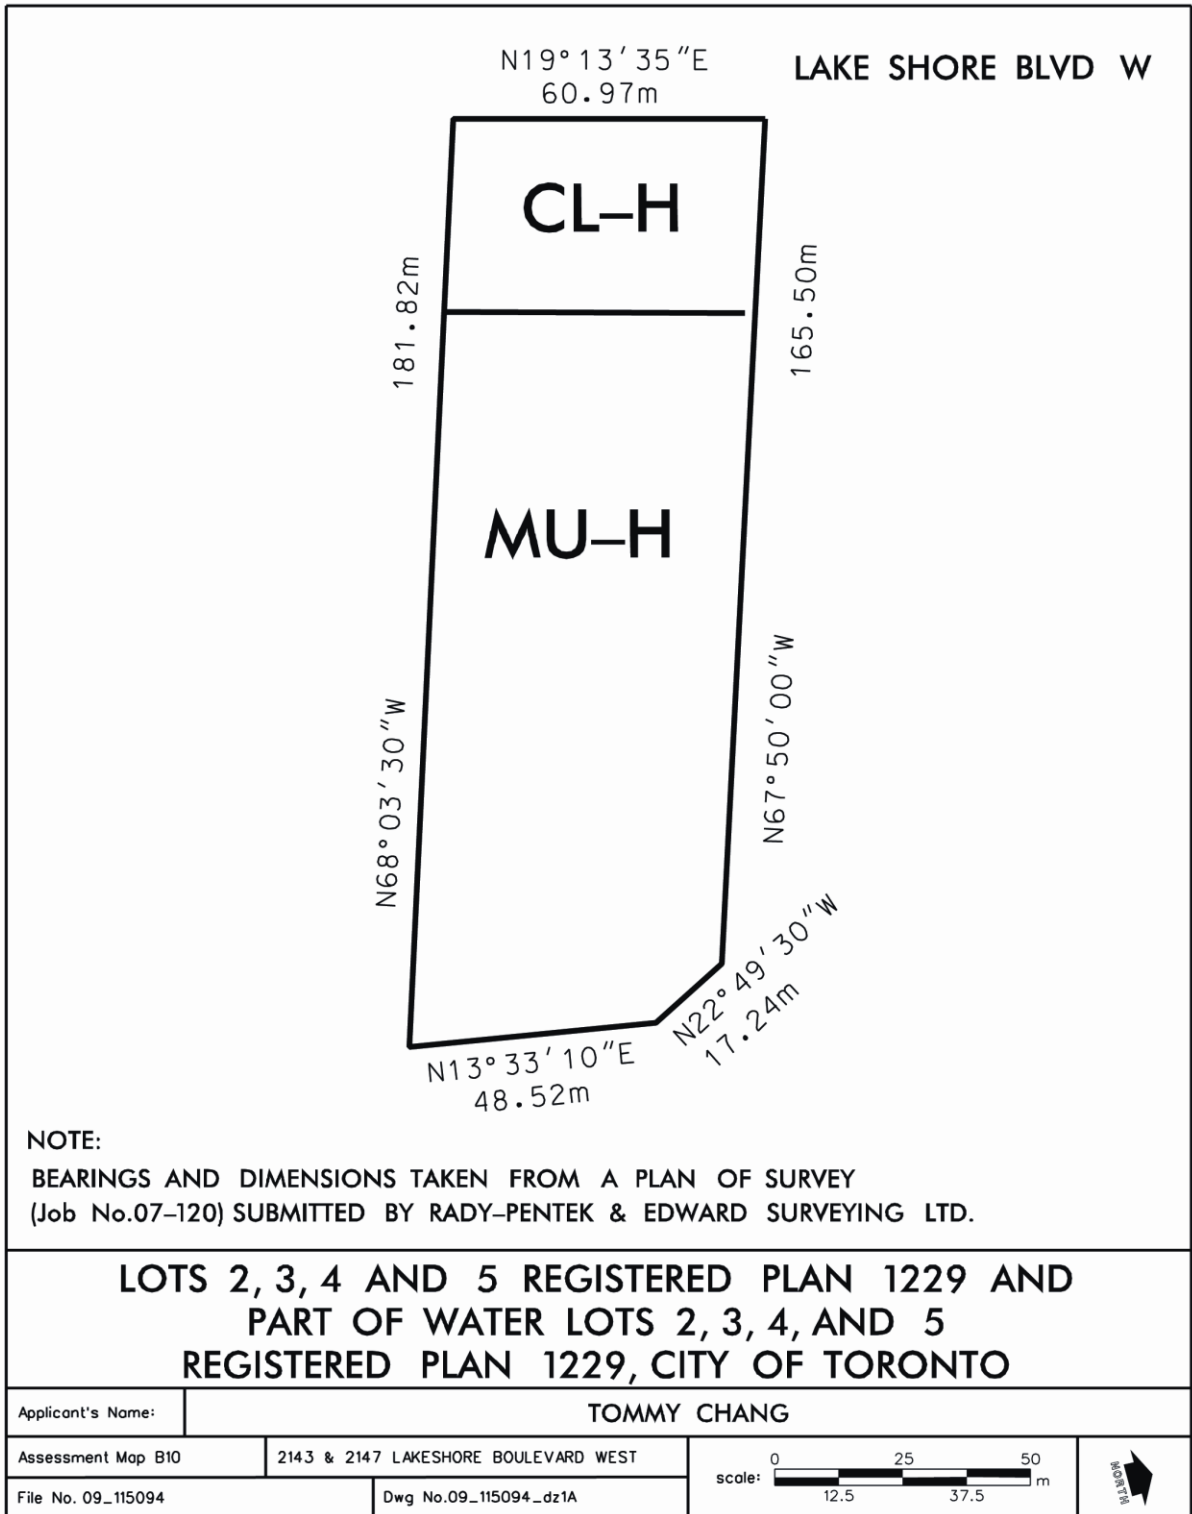 N19°13'35"E
60.97m
LAKE SHORE BLVD W
CL–H
181.82m
165.50m
MU–H
N68°03'30"W
N67°50'00"W
N22°49'30"W
17.24m
N13°33'10"E
48.52m
NOTE:
BEARINGS AND DIMENSIONS TAKEN FROM A PLAN OF SURVEY
(Job No.07–120) SUBMITTED BY RADY–PENTEK & EDWARD SURVEYING LTD.
LOTS 2, 3, 4 AND 5 REGISTERED PLAN 1229 AND
PART OF WATER LOTS 2, 3, 4, AND 5
REGISTERED PLAN 1229, CITY OF TORONTO
Applicant's Name:
TOMMY CHANG
Assessment Map B10
2143 & 2147 LAKESHORE BOULEVARD WEST
File No. 09_115094
Dwg No.09_115094_dz1A
scale:
0 25 50
m
12.5 37.5
NORTH